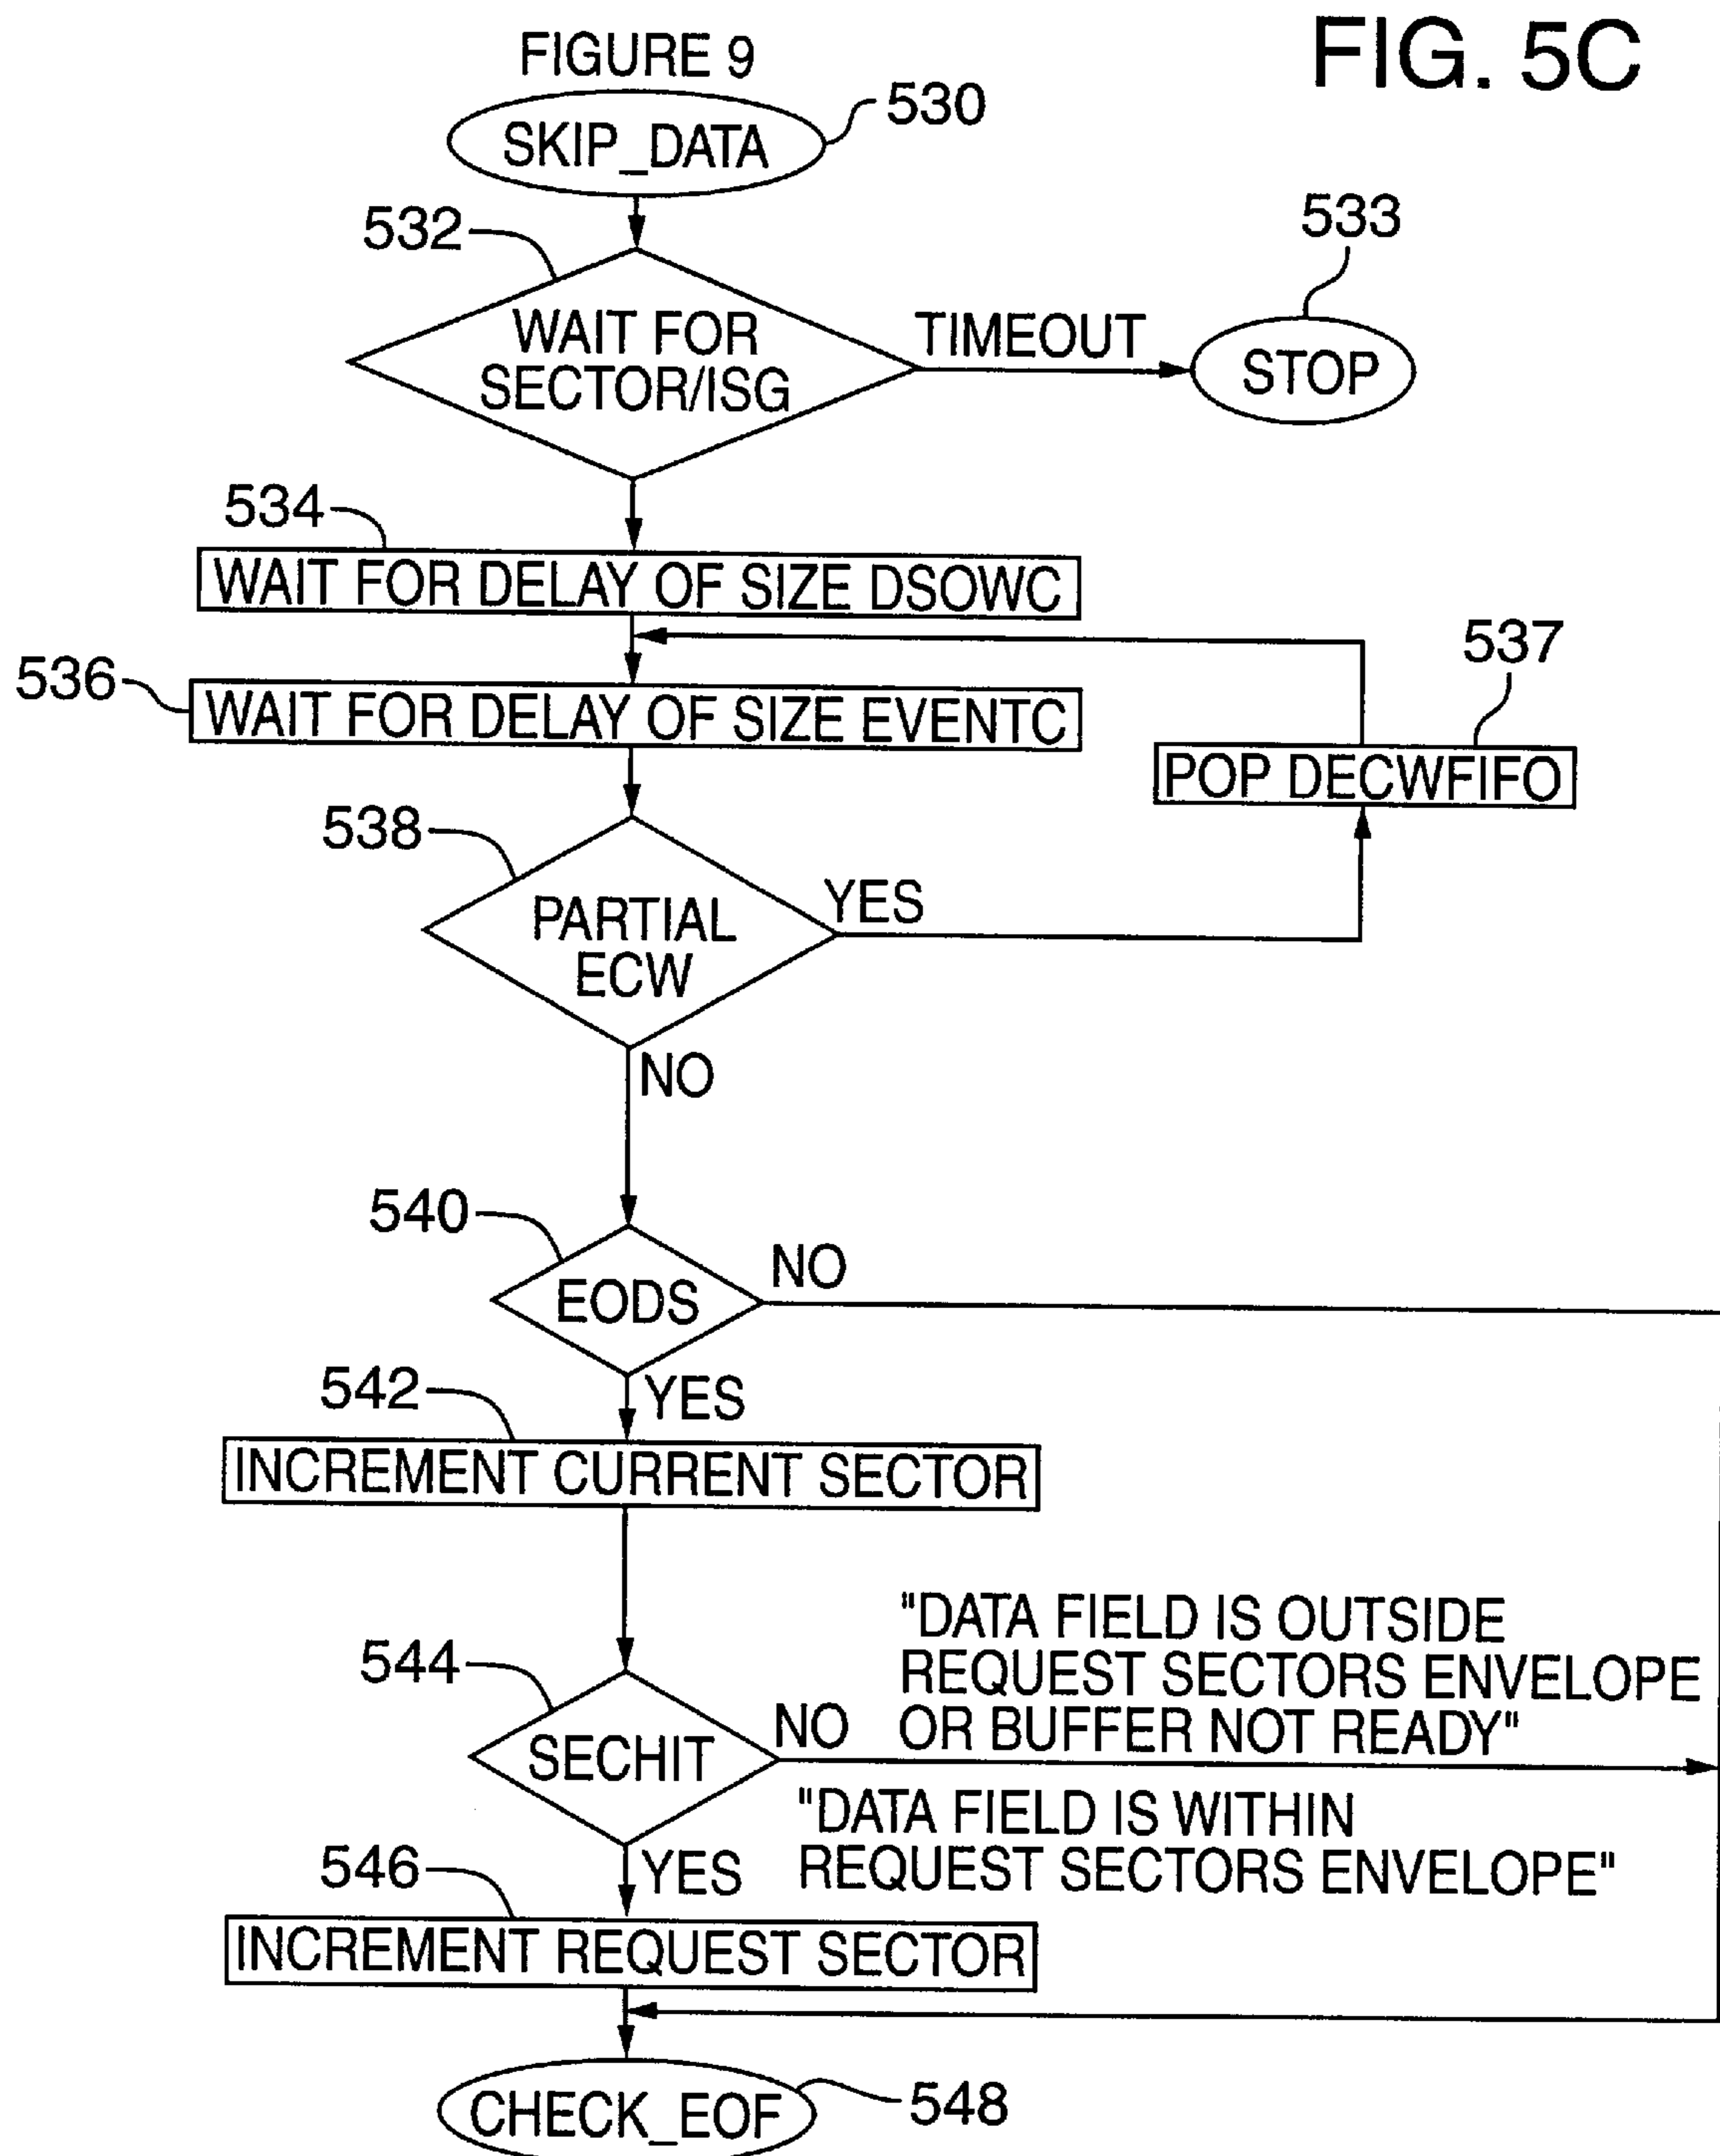 FIG. 5C
FIGURE 9
SKIP_DATA
530
532
WAIT FOR
SECTOR/ISG
TIMEOUT
533
STOP
534
WAIT FOR DELAY OF SIZE DSOWC
536
WAIT FOR DELAY OF SIZE EVENTC
537
POP DECWFIFO
538
PARTIAL
ECW
YES
NO
540
EODS
NO
YES
542
INCREMENT CURRENT SECTOR
544
SECHIT
NO
"DATA FIELD IS OUTSIDE
REQUEST SECTORS ENVELOPE
OR BUFFER NOT READY"
YES
"DATA FIELD IS WITHIN
REQUEST SECTORS ENVELOPE"
546
INCREMENT REQUEST SECTOR
CHECK_EOF
548